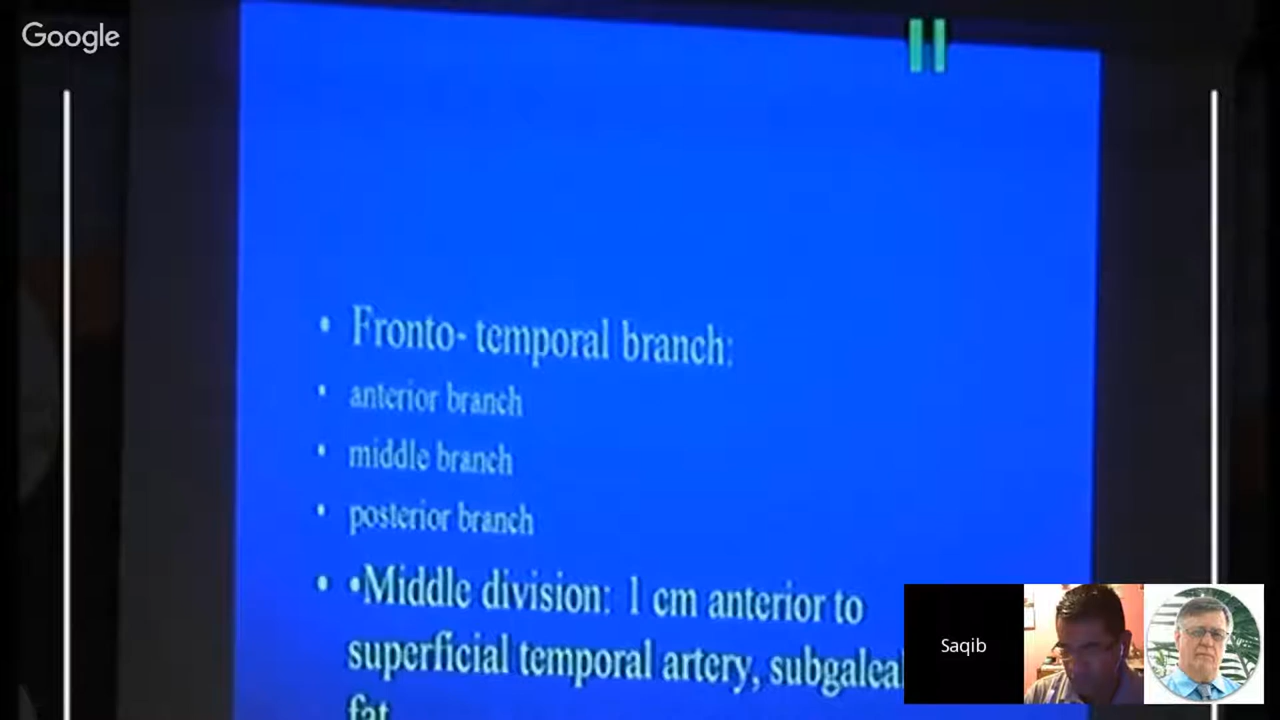 Google
• Fronto- temporal branch:
• anterior branch
• middle branch
• posterior branch
• •Middle division: 1 cm anterior to
superficial temporal artery, subgaleal
fat
Saqib